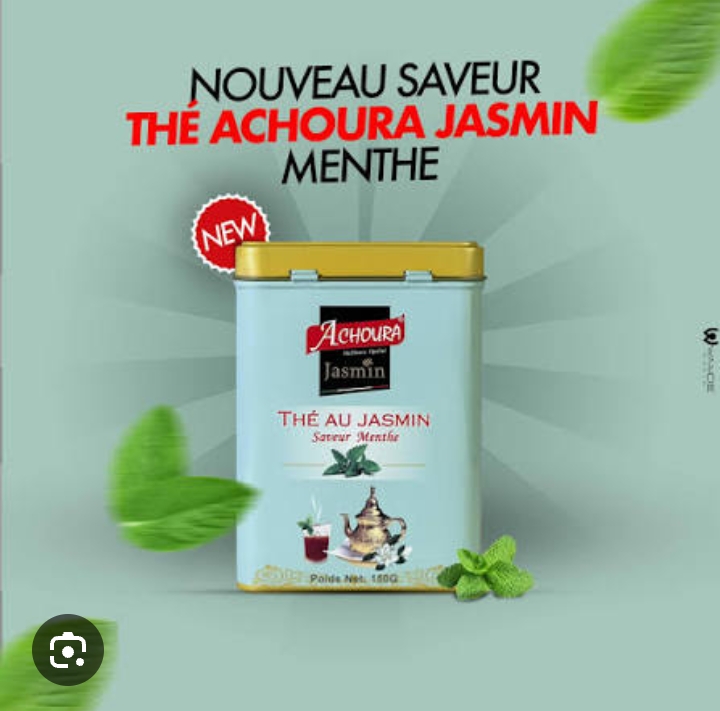 NOUVEAU SAVEUR
THÉ ACHOURA JASMIN
MENTHE
NEW
ACHOURA
Jasmin
THÉ AU JASMIN
Saveur Menthe
Poids Net. 150G